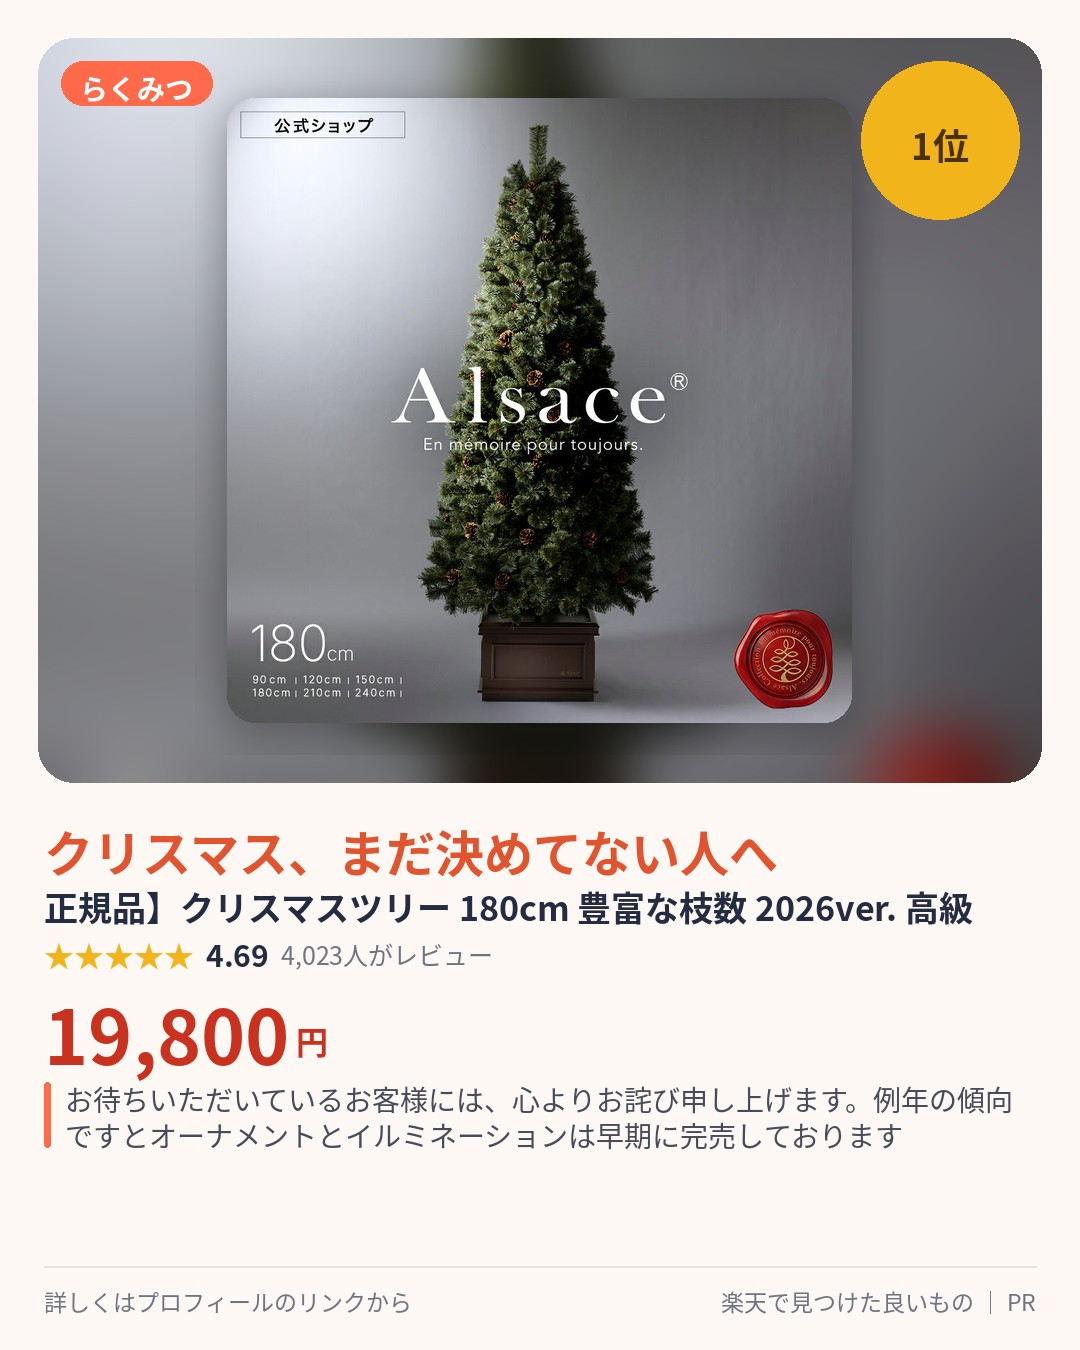 らくみつ
1位
公式ショップ
Alsace®
En mémoire pour toujours.
180cm
90cm | 120cm | 150cm |
180cm | 210cm | 240cm |
クリスマス、まだ決めてない人へ
正規品】クリスマスツリー 180cm 豊富な枝数 2026ver. 高級
★★★★★ 4.69 4,023人がレビュー
19,800円
お待ちいただいているお客様には、心よりお詫び申し上げます。例年の傾向
ですとオーナメントとイルミネーションは早期に完売しております
詳しくはプロフィールのリンクから
楽天で見つけた良いもの | PR